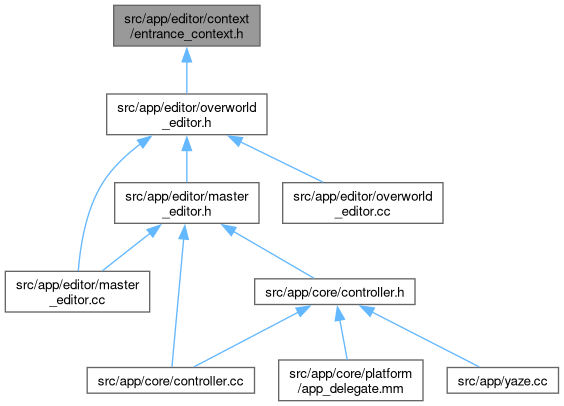 src/app/editor/context
/entrance_context.h
src/app/editor/overworld
_editor.h
src/app/editor/master
_editor.h
src/app/editor/overworld
_editor.cc
src/app/editor/master
_editor.cc
src/app/core/controller.h
src/app/core/controller.cc
src/app/core/platform
/app_delegate.mm
src/app/yaze.cc